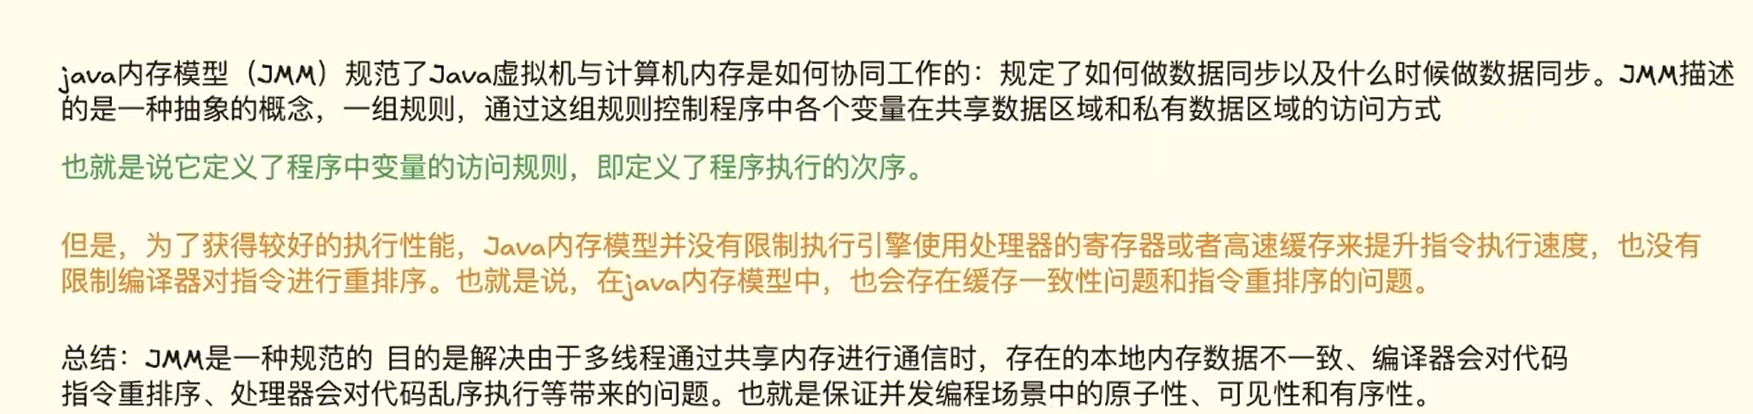 java内存模型（JMM）规范了Java虚拟机与计算机内存是如何协同工作的：规定了如何做数据同步以及什么时候做数据同步。JMM描述
的是一种抽象的概念，一组规则，通过这组规则控制程序中各个变量在共享数据区域和私有数据区域的访问方式
也就是说它定义了程序中变量的访问规则，即定义了程序执行的次序。
但是，为了获得较好的执行性能，Java内存模型并没有限制执行引擎使用处理器的寄存器或者高速缓存来提升指令执行速度，也没有
限制编译器对指令进行重排序。也就是说，在java内存模型中，也会存在缓存一致性问题和指令重排序的问题。
总结：JMM是一种规范的 目的是解决由于多线程通过共享内存进行通信时，存在的本地内存数据不一致、编译器会对代码
指令重排序、处理器会对代码乱序执行等带来的问题。也就是保证并发编程场景中的原子性、可见性和有序性。